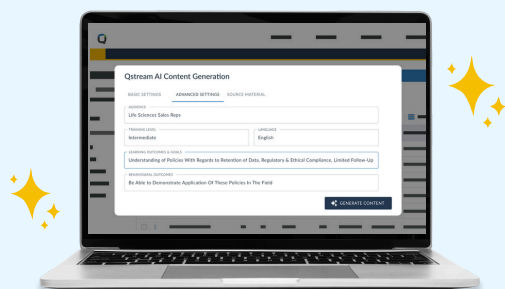 Qstream AI Content Generation
BASIC SETTINGS ADVANCED SETTINGS SOURCE MATERIAL
AUDIENCE
Life Sciences Sales Reps
TRAINING LEVEL LANGUAGE
Intermediate English
LEARNING OUTCOMES & GOALS
Understanding of Policies With Regards to Retention of Data, Regulatory & Ethical Compliance, Limited Follow-Up
BEHAVIORAL OUTCOMES
Be Able to Demonstrate Application Of These Policies In The Field
GENERATE CONTENT